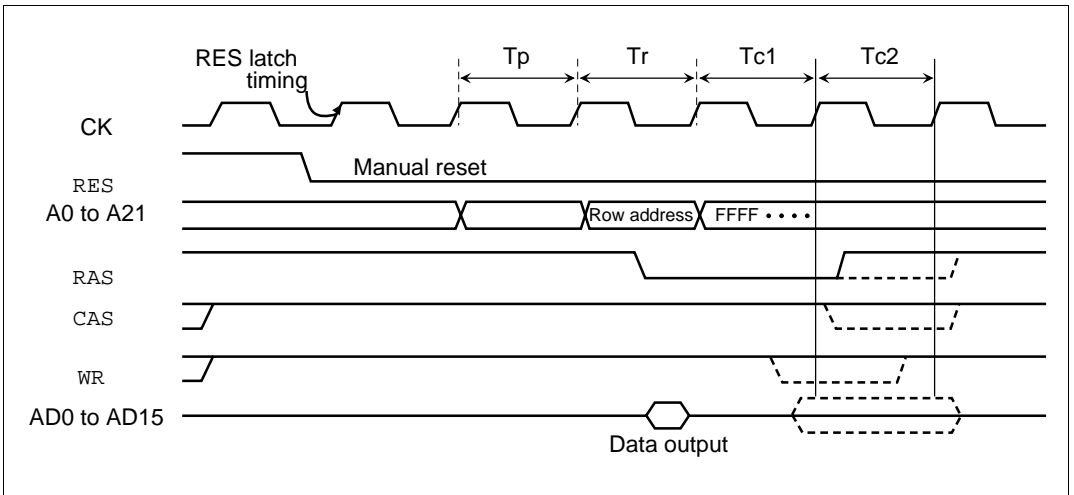 RES latch
timing
Tp
Tr
Tc1
Tc2
CK
RES
Manual reset
A0 to A21
Row address
FFFF ••••
RAS
CAS
WR
AD0 to AD15
Data output